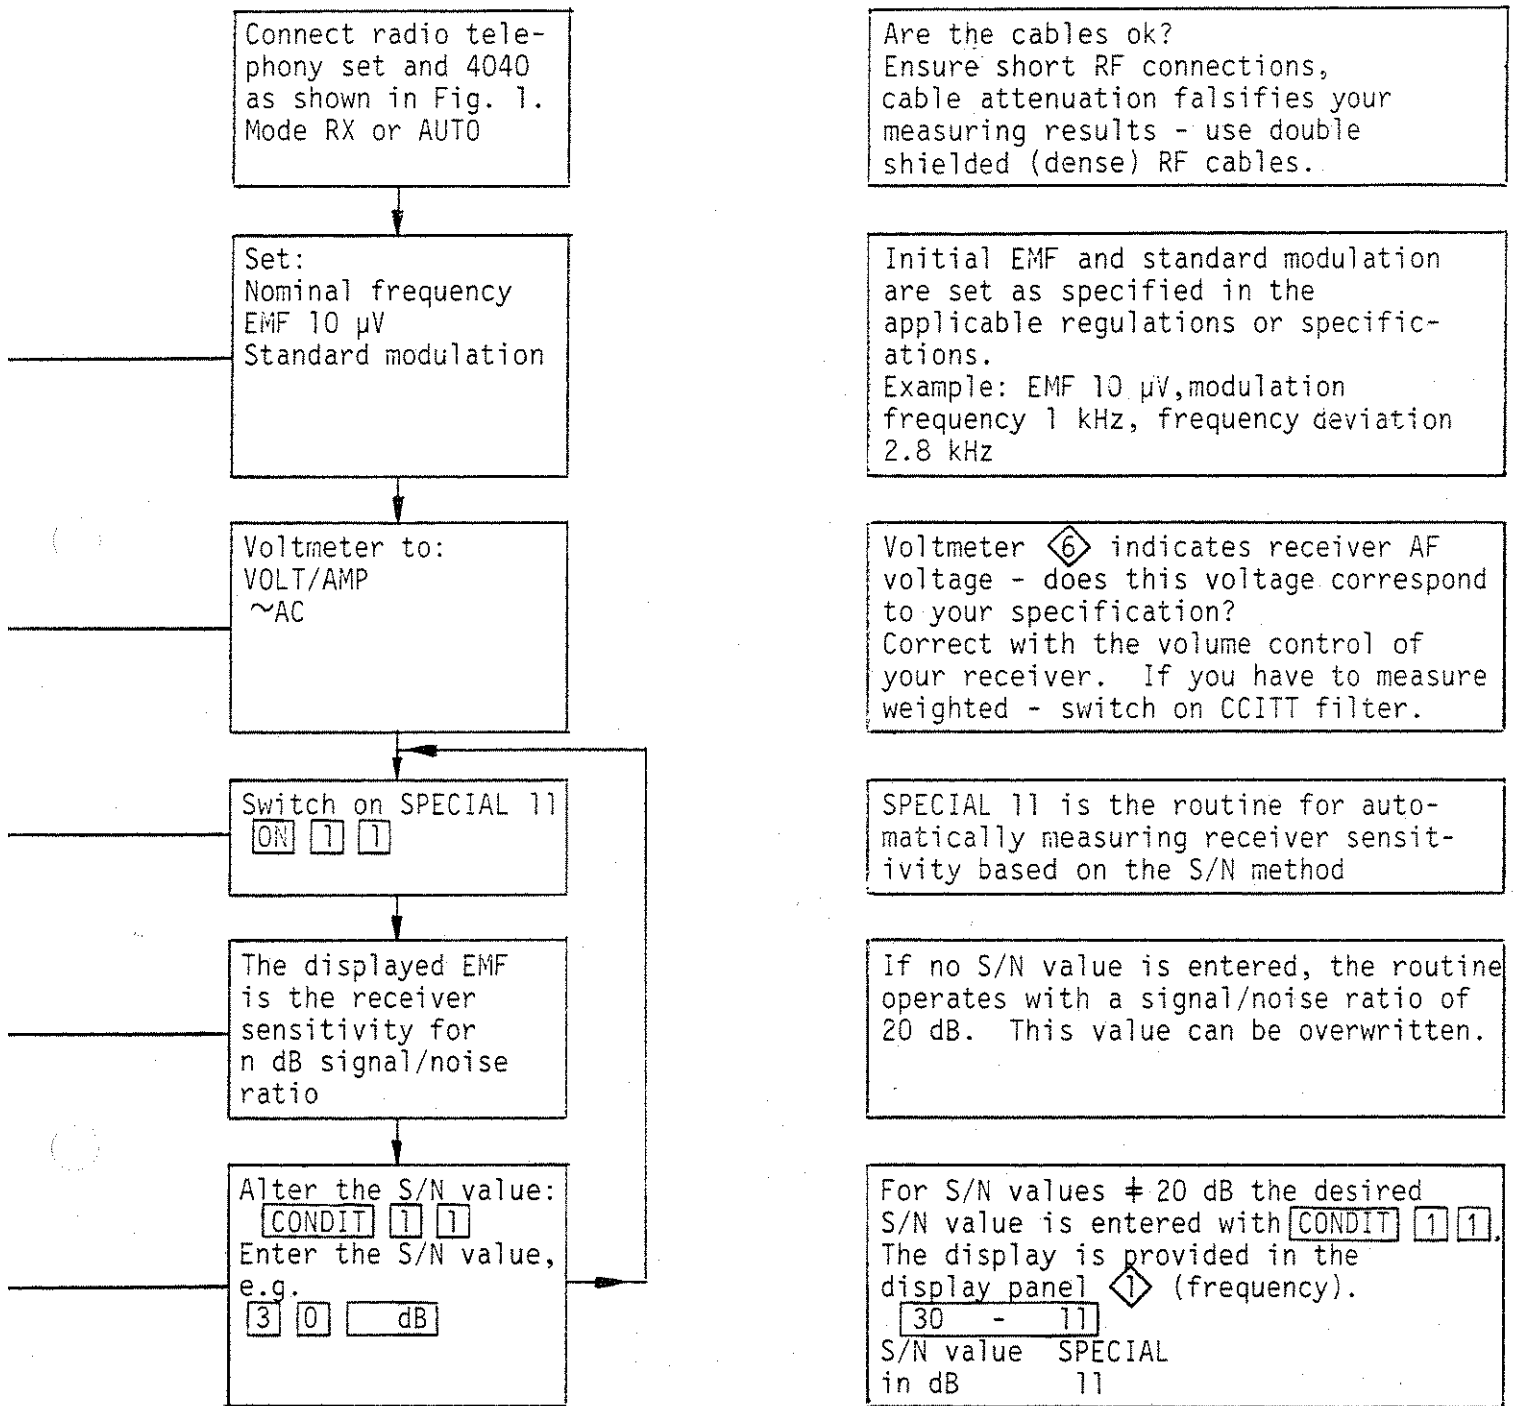 Connect radio tele-
phony set and 4040
as shown in Fig. 1.
Mode RX or AUTO
Are the cables ok?
Ensure short RF connections,
cable attenuation falsifies your
measuring results - use double
shielded (dense) RF cables.
Set:
Nominal frequency
EMF 10 µV
Standard modulation
Initial EMF and standard modulation
are set as specified in the
applicable regulations or specific-
ations.
Example: EMF 10 µV,modulation
frequency 1 kHz, frequency deviation
2.8 kHz
Voltmeter to:
VOLT/AMP
~AC
Voltmeter 6 indicates receiver AF
voltage - does this voltage correspond
to your specification?
Correct with the volume control of
your receiver. If you have to measure
weighted - switch on CCITT filter.
Switch on SPECIAL 11
ON 1 1
SPECIAL 11 is the routine for auto-
matically measuring receiver sensit-
ivity based on the S/N method
The displayed EMF
is the receiver
sensitivity for
n dB signal/noise
ratio
If no S/N value is entered, the routine
operates with a signal/noise ratio of
20 dB. This value can be overwritten.
Alter the S/N value:
CONDIT 1 1
Enter the S/N value,
e.g.
3 0 dB
For S/N values ≠ 20 dB the desired
S/N value is entered with CONDIT 1 1.
The display is provided in the
display panel 1 (frequency).
30 - 11
S/N value SPECIAL
in dB 11